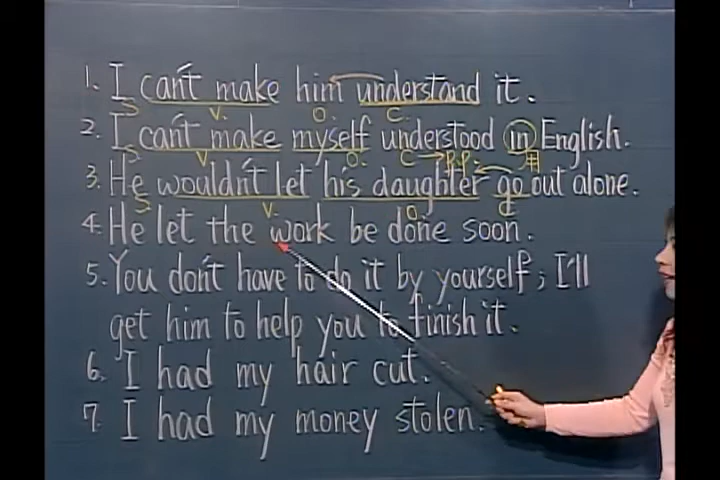 1. I can't make him understand it.
S V. O. C.
2. I can't make myself understood in English.
S. V O. C → P.P. 用
3. He wouldn't let his daughter go out alone.
S. V. O. C
4. He let the work be done soon.
5. You don't have to do it by yourself; I'll
get him to help you to finish it.
6. I had my hair cut.
7. I had my money stolen.